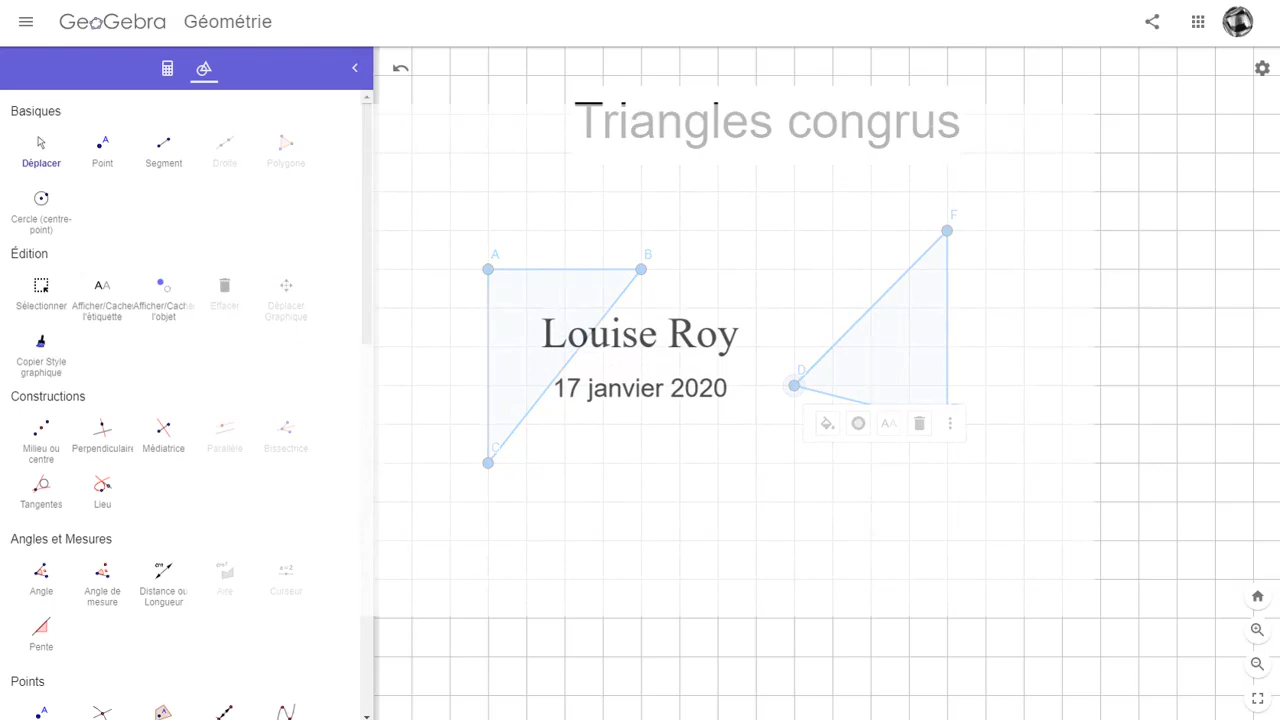 GeoGebra Géométrie
Triangles congrus
Basiques
Déplacer
Point
Segment
Droite
Polygone
Cercle (centre-
point)
Édition
Sélectionner
Afficher/Cacher
l'étiquette
Afficher/Cacher
l'objet
Effacer
Déplacer
Graphique
Copier Style
graphique
Constructions
Milieu ou
centre
Perpendiculaire
Médiatrice
Parallèle
Bissectrice
Tangentes
Lieu
Angles et Mesures
Angle
Angle de
mesure
Distance ou
Longueur
Aire
Curseur
Pente
Points
F
A
B
Louise Roy
D
17 janvier 2020
AA
C